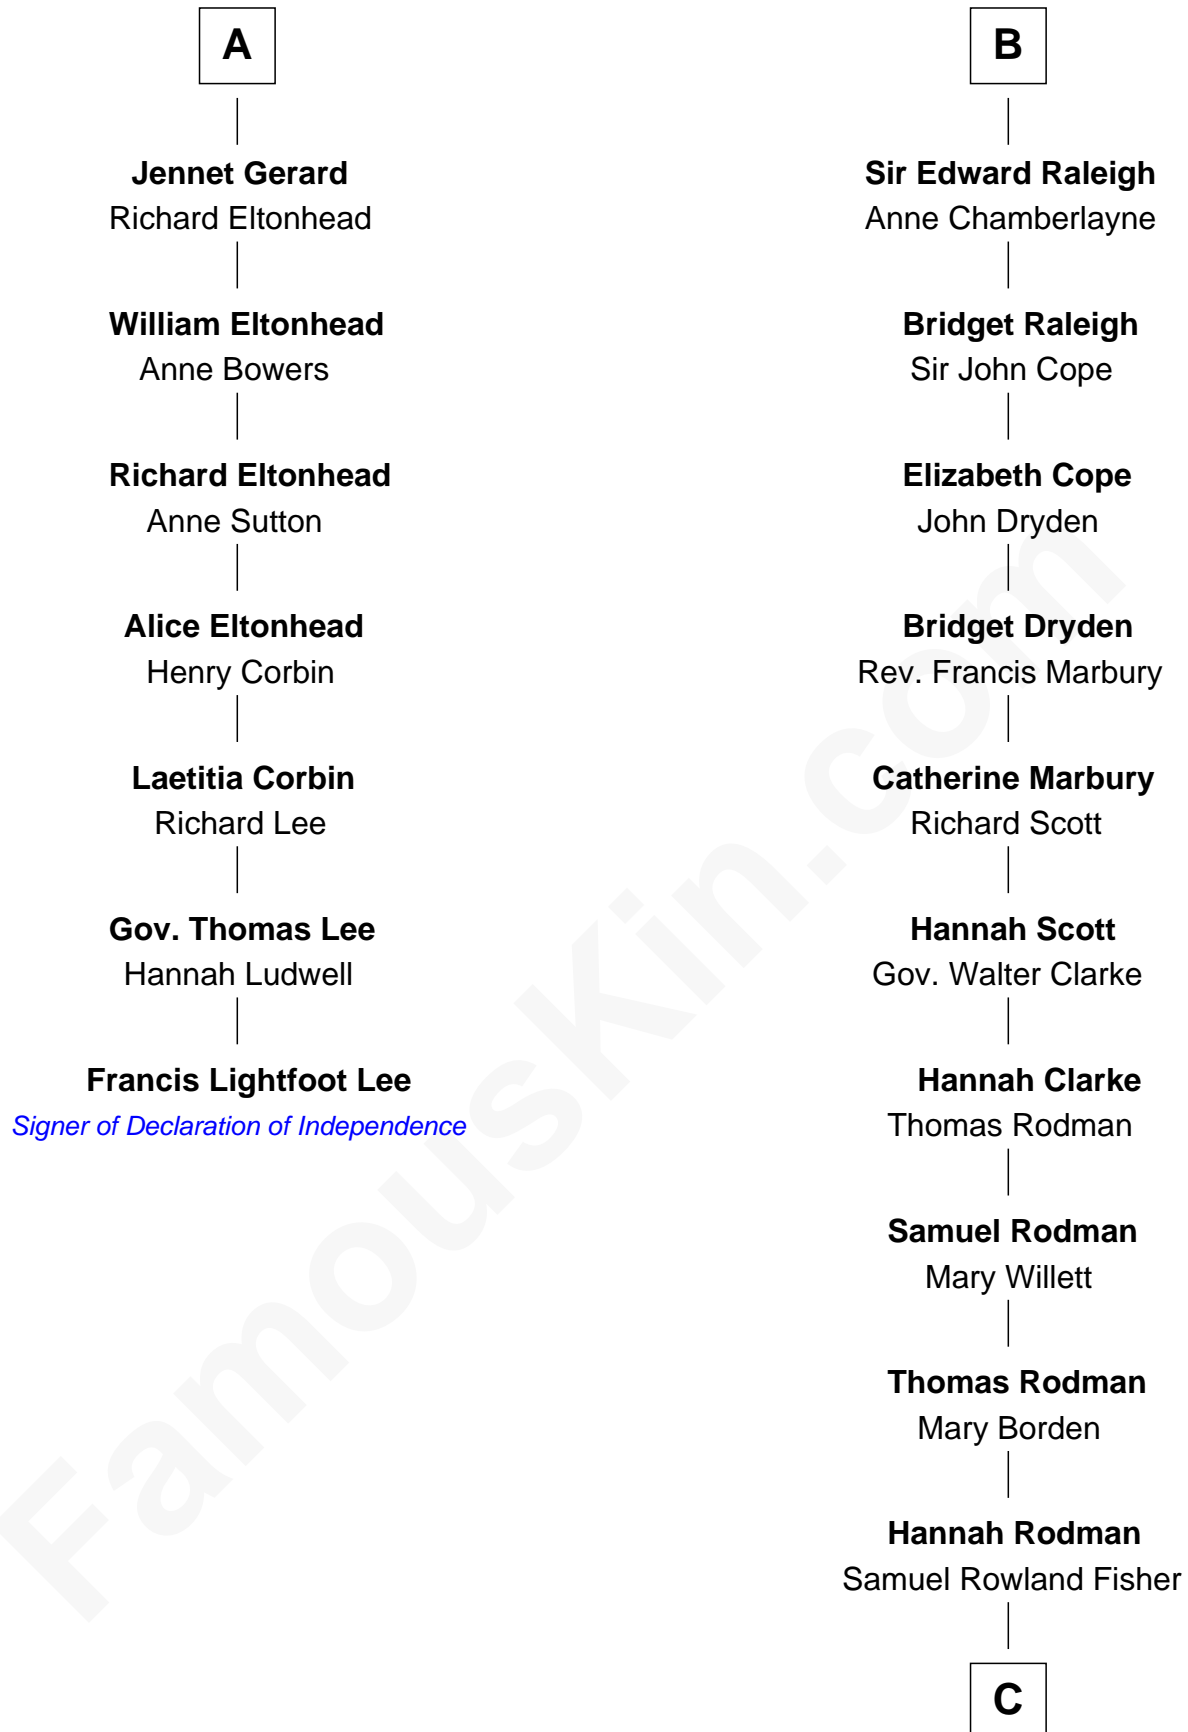 A
Jennet Gerard
Richard Eltonhead
William Eltonhead
Anne Bowers
Richard Eltonhead
Anne Sutton
Alice Eltonhead
Henry Corbin
Laetitia Corbin
Richard Lee
Gov. Thomas Lee
Hannah Ludwell
Francis Lightfoot Lee
Signer of Declaration of Independence
B
Sir Edward Raleigh
Anne Chamberlayne
Bridget Raleigh
Sir John Cope
Elizabeth Cope
John Dryden
Bridget Dryden
Rev. Francis Marbury
Catherine Marbury
Richard Scott
Hannah Scott
Gov. Walter Clarke
Hannah Clarke
Thomas Rodman
Samuel Rodman
Mary Willett
Thomas Rodman
Mary Borden
Hannah Rodman
Samuel Rowland Fisher
C
FamousKin.com